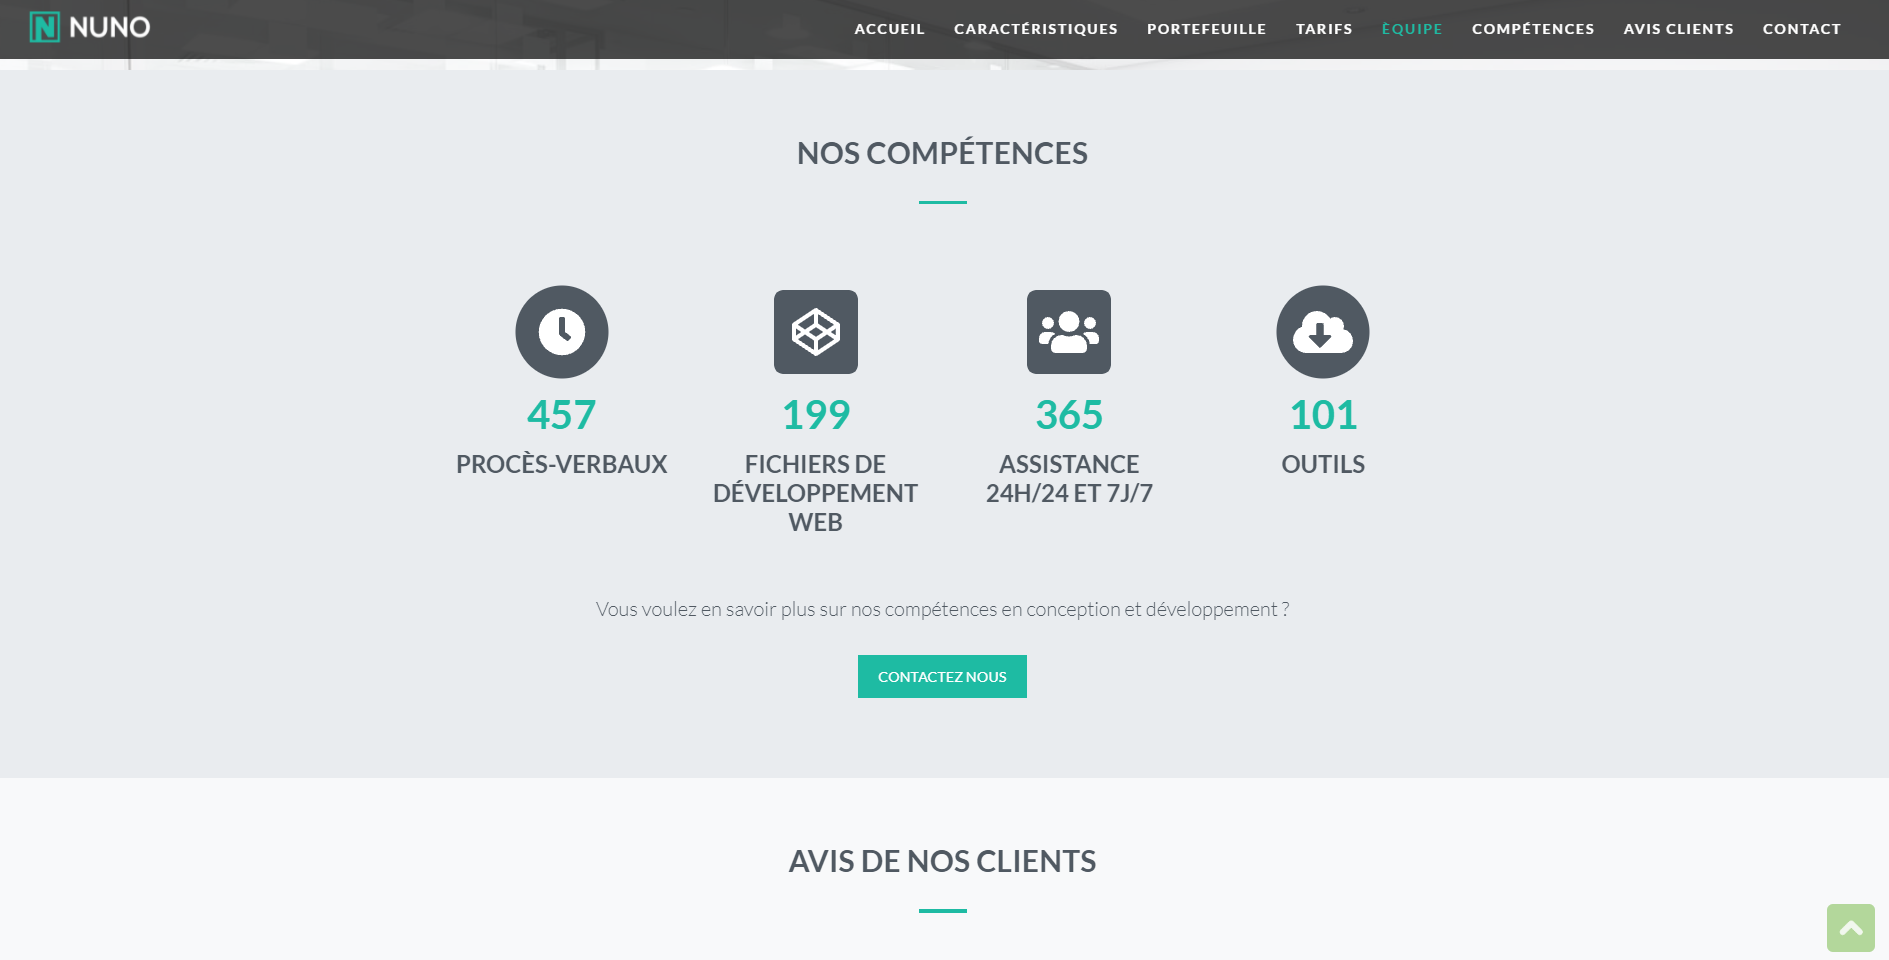 NUNO
ACCUEIL CARACTÉRISTIQUES PORTEFEUILLE TARIFS ÈQUIPE COMPÉTENCES AVIS CLIENTS CONTACT
NOS COMPÉTENCES
457
PROCÈS-VERBAUX
199
FICHIERS DE
DÉVELOPPEMENT
WEB
365
ASSISTANCE
24H/24 ET 7J/7
101
OUTILS
Vous voulez en savoir plus sur nos compétences en conception et développement ?
CONTACTEZ NOUS
AVIS DE NOS CLIENTS